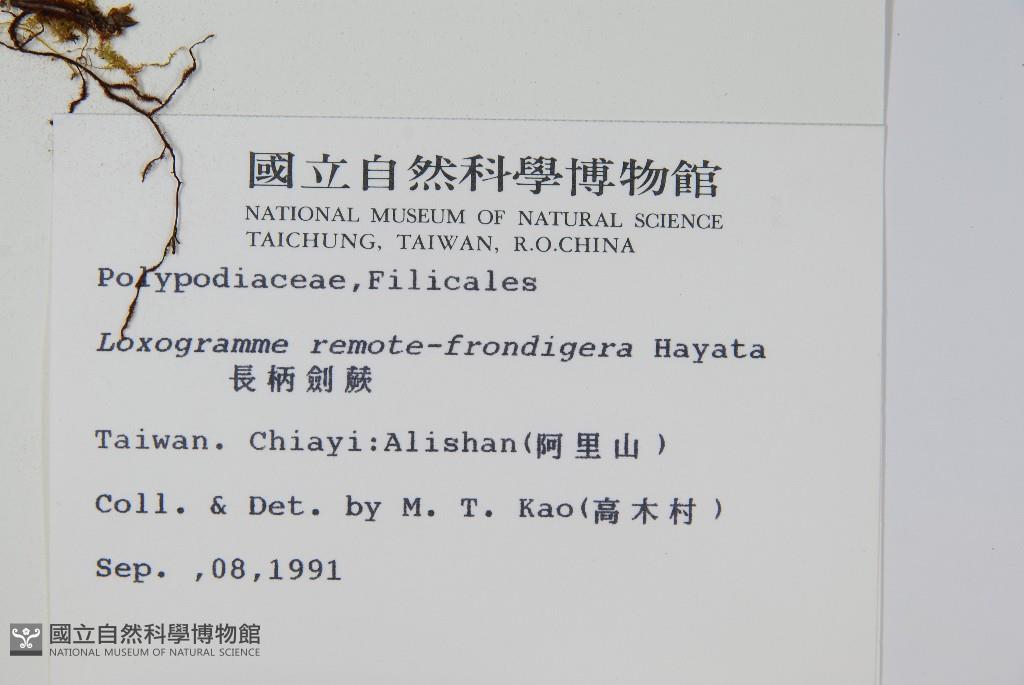 國立自然科學博物館
NATIONAL MUSEUM OF NATURAL SCIENCE
TAICHUNG, TAIWAN, R.O.CHINA
Polypodiaceae,Filicales
Loxogramme remote-frondigera Hayata
長柄劍蕨
Taiwan. Chiayi:Alishan(阿里山)
Coll. & Det. by M. T. Kao(高木村)
Sep. ,08,1991
國立自然科學博物館
NATIONAL MUSEUM OF NATURAL SCIENCE